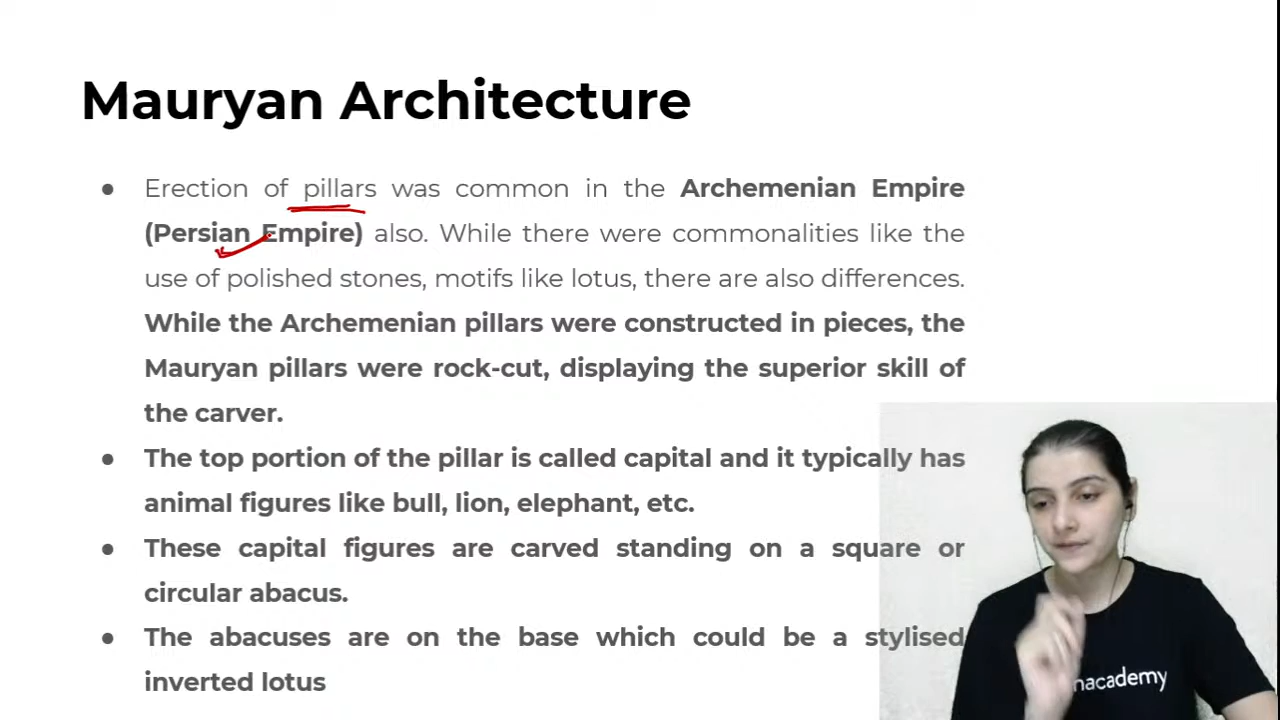 Mauryan Architecture
● Erection of pillars was common in the Archemenian Empire
(Persian Empire) also. While there were commonalities like the
use of polished stones, motifs like lotus, there are also differences.
While the Archemenian pillars were constructed in pieces, the
Mauryan pillars were rock-cut, displaying the superior skill of
the carver.
● The top portion of the pillar is called capital and it typically has
animal figures like bull, lion, elephant, etc.
● These capital figures are carved standing on a square or
circular abacus.
● The abacuses are on the base which could be a stylised
inverted lotus
nacademy